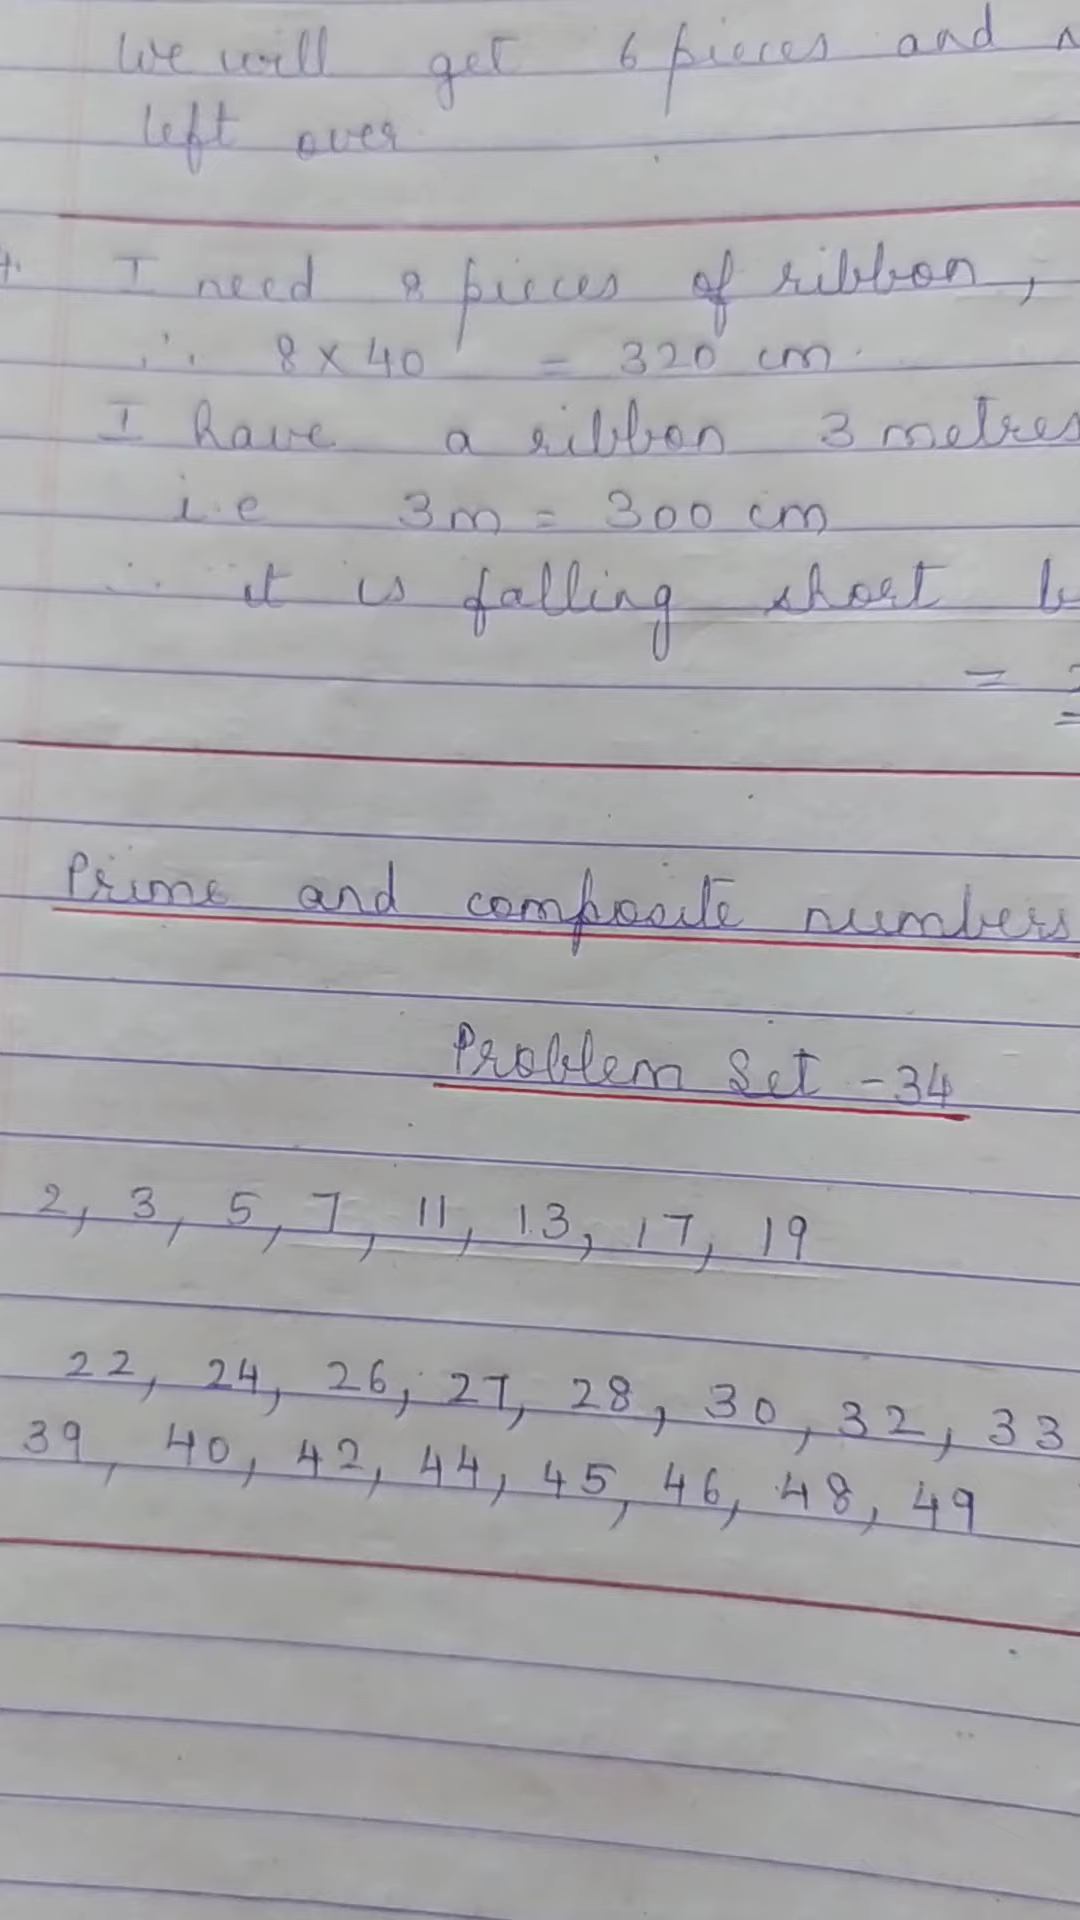 We will get 6 pieces and
left over
I need 8 pieces of ribbon,
∴ 8 × 40 = 320 cm.
I have a ribbon 3 metres
i.e 3m = 300 cm
∴ it is falling short
=
=
Prime and composite numbers
Problem Set - 34
2, 3, 5, 7, 11, 13, 17, 19
22, 24, 26, 27, 28, 30, 32, 33
39, 40, 42, 44, 45, 46, 48, 49